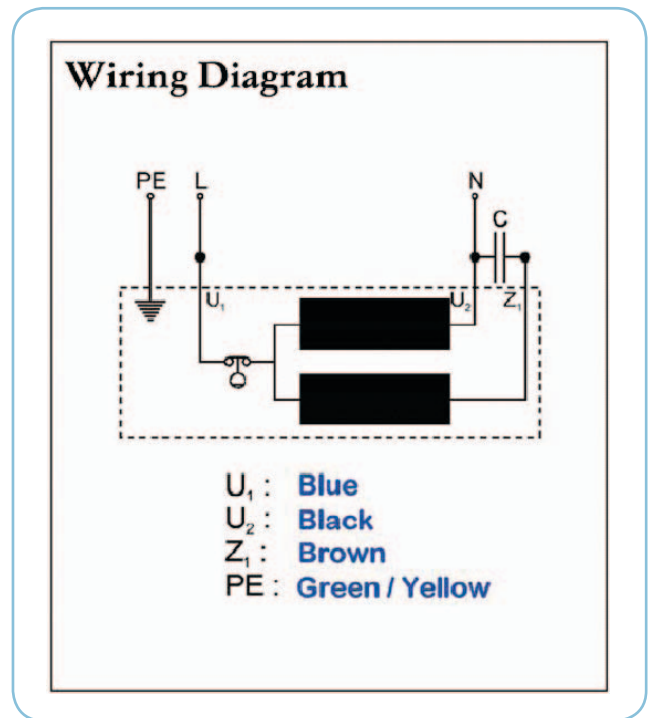 Wiring Diagram
PE L N
C
U₁ U₂ Z₁
U₁ : Blue
U₂ : Black
Z₁ : Brown
PE : Green / Yellow